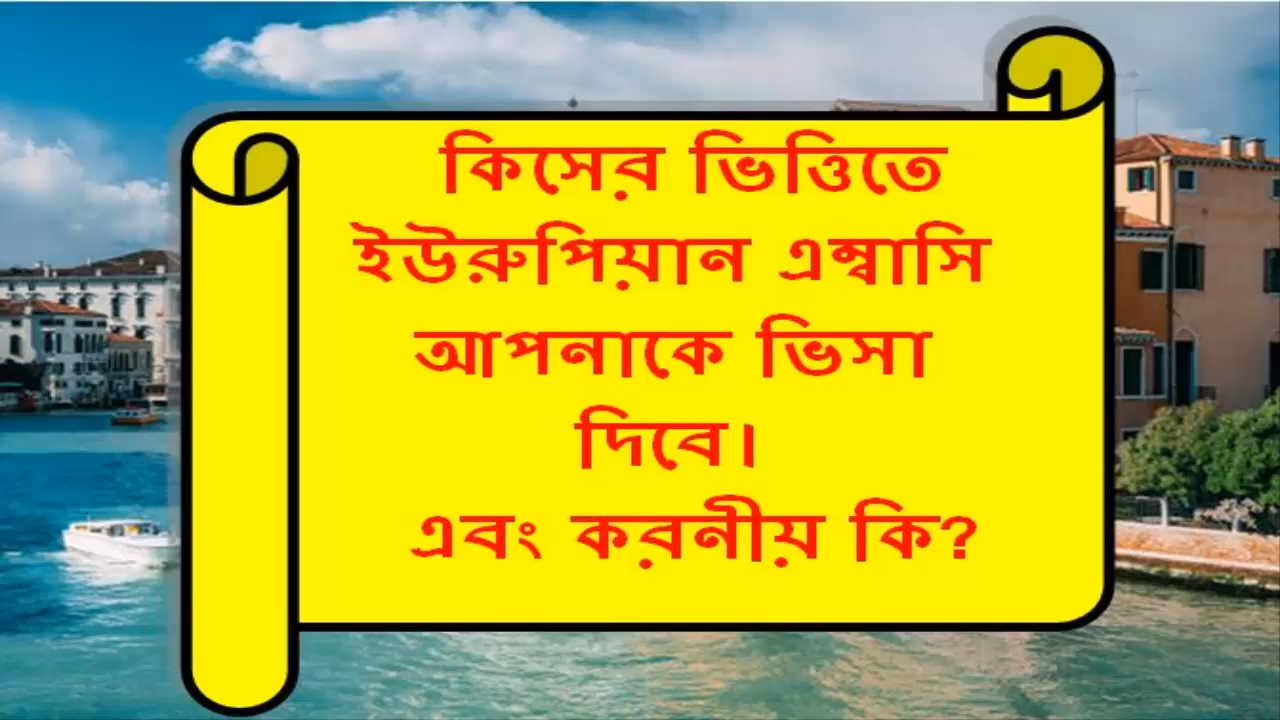 কিসের ভিত্তিতে
ইউরুপিয়ান এম্বাসি
আপনাকে ভিসা
দিবে।
এবং করনীয় কি?